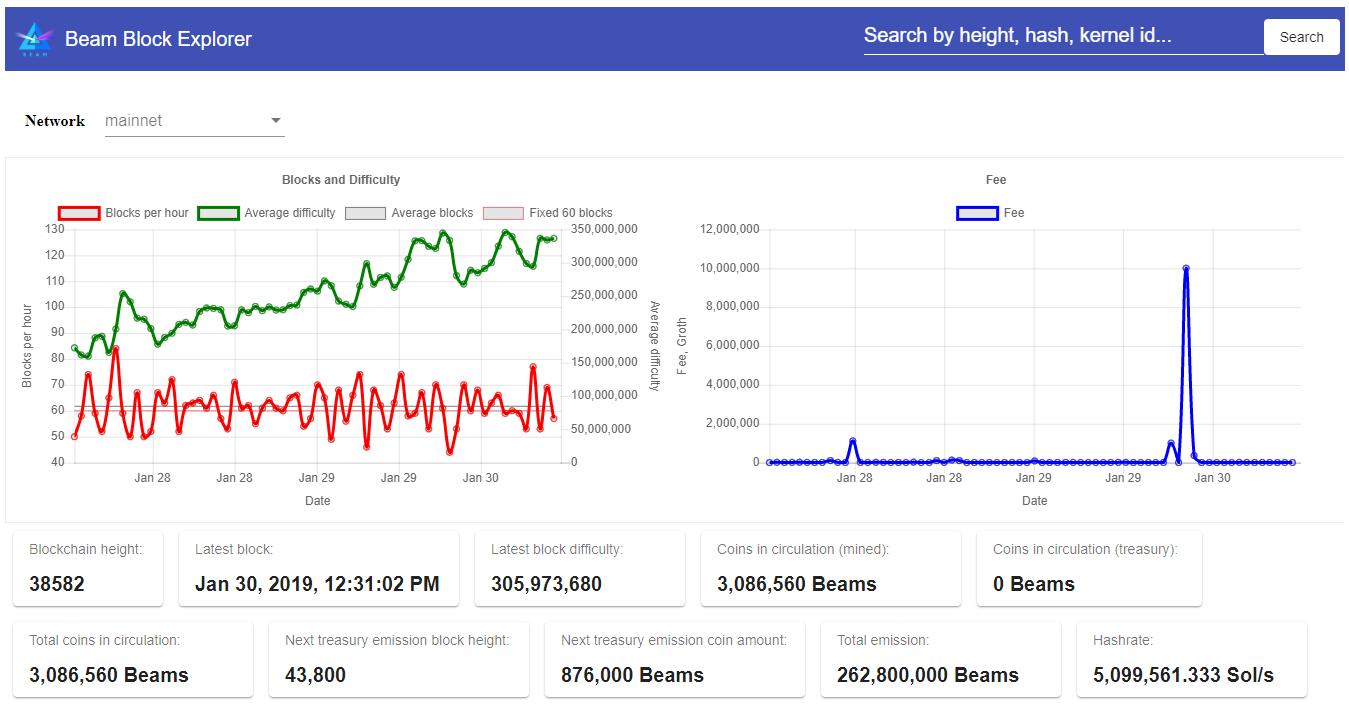 Beam Block Explorer
BEAM
Search by height, hash, kernel id...
Search
Network
mainnet
Blocks and Difficulty
Blocks per hour
Average difficulty
Average blocks
Fixed 60 blocks
130
120
110
100
90
80
70
60
50
40
Blocks per hour
350,000,000
300,000,000
250,000,000
200,000,000
150,000,000
100,000,000
50,000,000
0
Average difficulty
Jan 28
Jan 28
Jan 29
Jan 29
Jan 30
Date
Fee
Fee
12,000,000
10,000,000
8,000,000
6,000,000
4,000,000
2,000,000
0
Fee, Groth
Jan 28
Jan 28
Jan 29
Jan 29
Jan 30
Date
Blockchain height:
38582
Latest block:
Jan 30, 2019, 12:31:02 PM
Latest block difficulty:
305,973,680
Coins in circulation (mined):
3,086,560 Beams
Coins in circulation (treasury):
0 Beams
Total coins in circulation:
3,086,560 Beams
Next treasury emission block height:
43,800
Next treasury emission coin amount:
876,000 Beams
Total emission:
262,800,000 Beams
Hashrate:
5,099,561.333 Sol/s